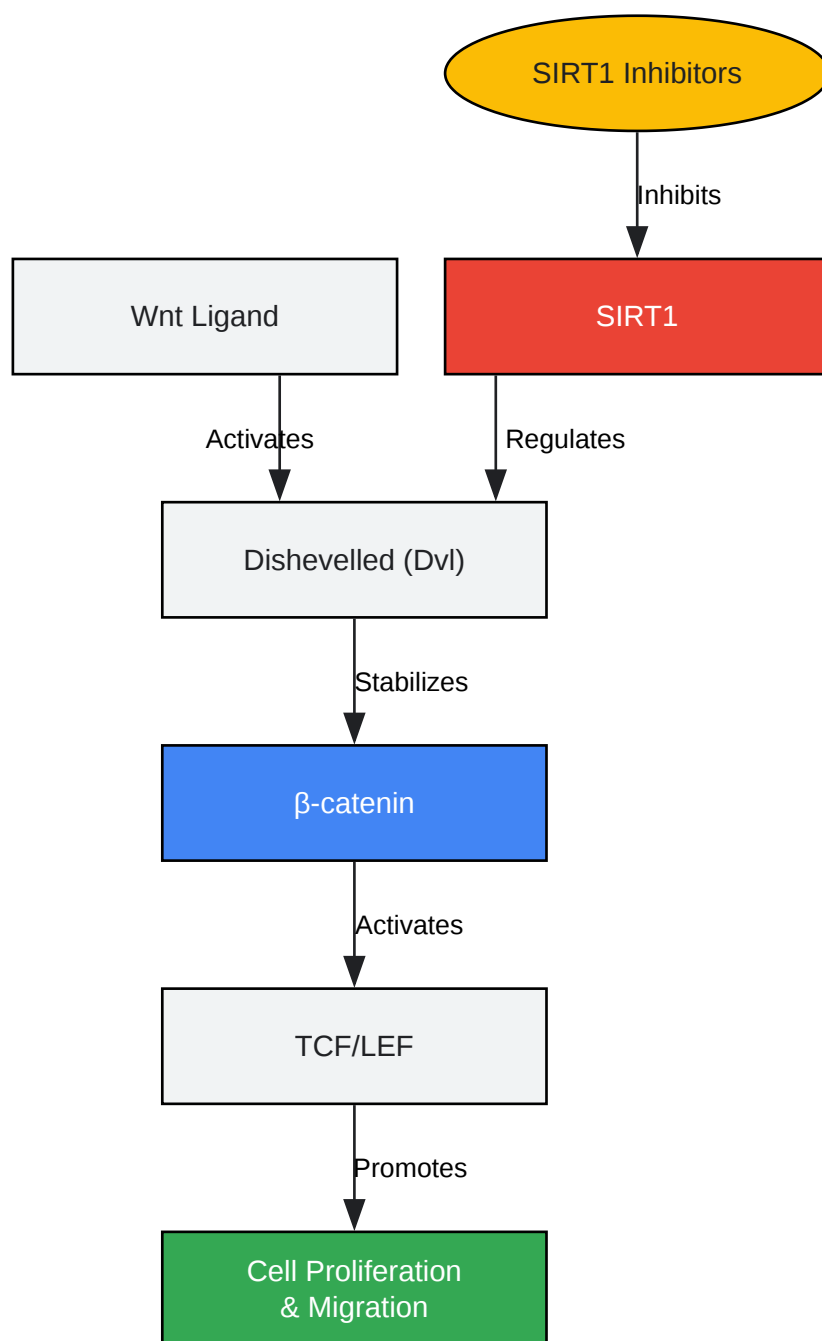 SIRT1 Inhibitors
Inhibits
Wnt Ligand
SIRT1
Activates
Regulates
Dishevelled (Dvl)
Stabilizes
β-catenin
Activates
TCF/LEF
Promotes
Cell Proliferation
& Migration